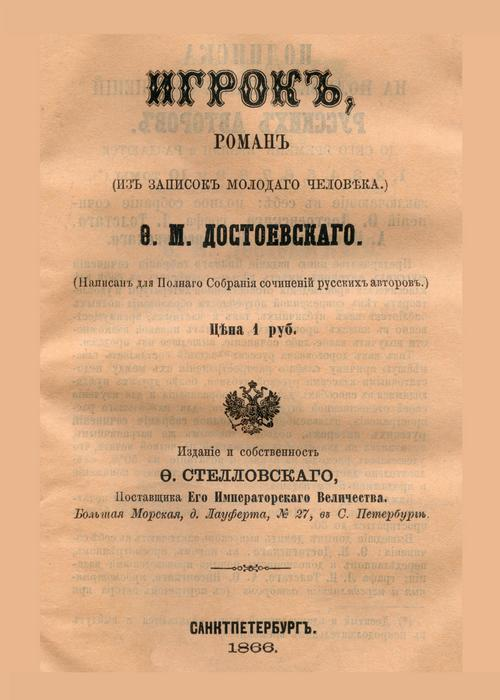 ИГРОКЪ,
РОМАНЪ
(ИЗЪ ЗАПИСОКЪ МОЛОДАГО ЧЕЛОВѢКА.)
Ѳ. М. ДОСТОЕВСКАГО.
(Написанъ для Полнаго Собранія сочиненій русскихъ авторовъ.)
Цѣна 1 руб.
Изданіе и собственность
Ѳ. СТЕЛЛОВСКАГО,
Поставщика Его Императорскаго Величества.
Большая Морская, д. Лауферта, № 27, въ С. Петербургѣ.
САНКТПЕТЕРБУРГЪ.
1866.